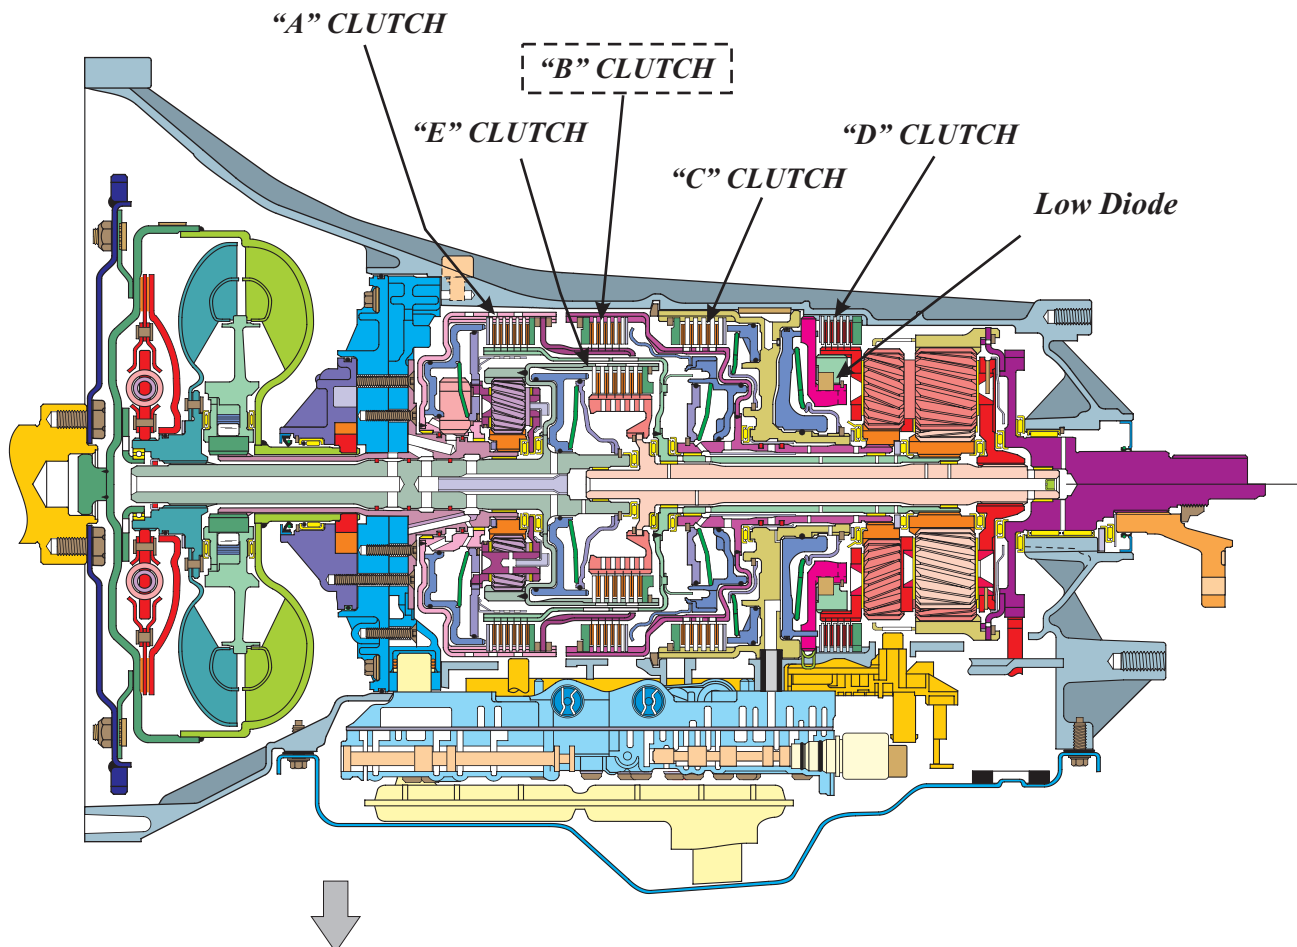 “A” CLUTCH
“B” CLUTCH
“E” CLUTCH
“D” CLUTCH
“C” CLUTCH
Low Diode